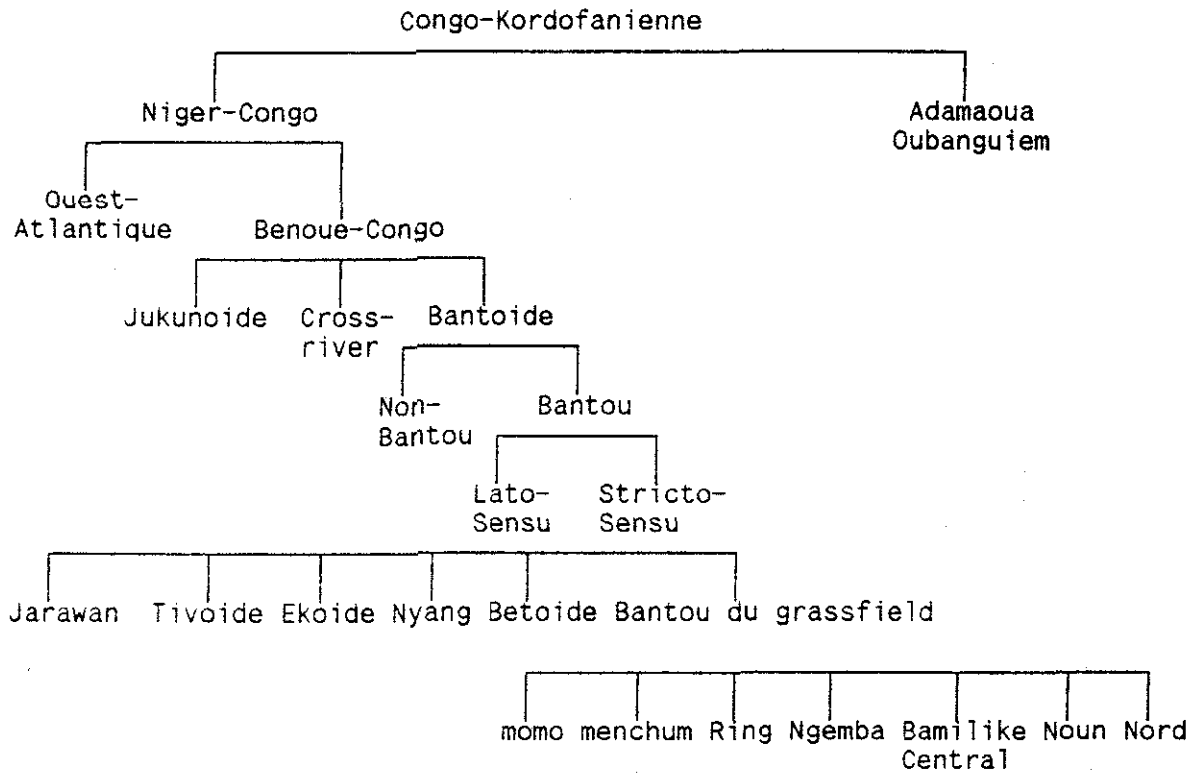 Congo-Kordofanienne
Niger-Congo
Adamaoua
Oubanguiem
Ouest-
Atlantique
Benoue-Congo
Jukunoide
Cross-
river
Bantoide
Non-
Bantou
Bantou
Lato-
Sensu
Stricto-
Sensu
Jarawan Tivoide Ekoide Nyang Betoide Bantou du grassfield
momo menchum Ring Ngemba Bamilike Noun Nord
Central